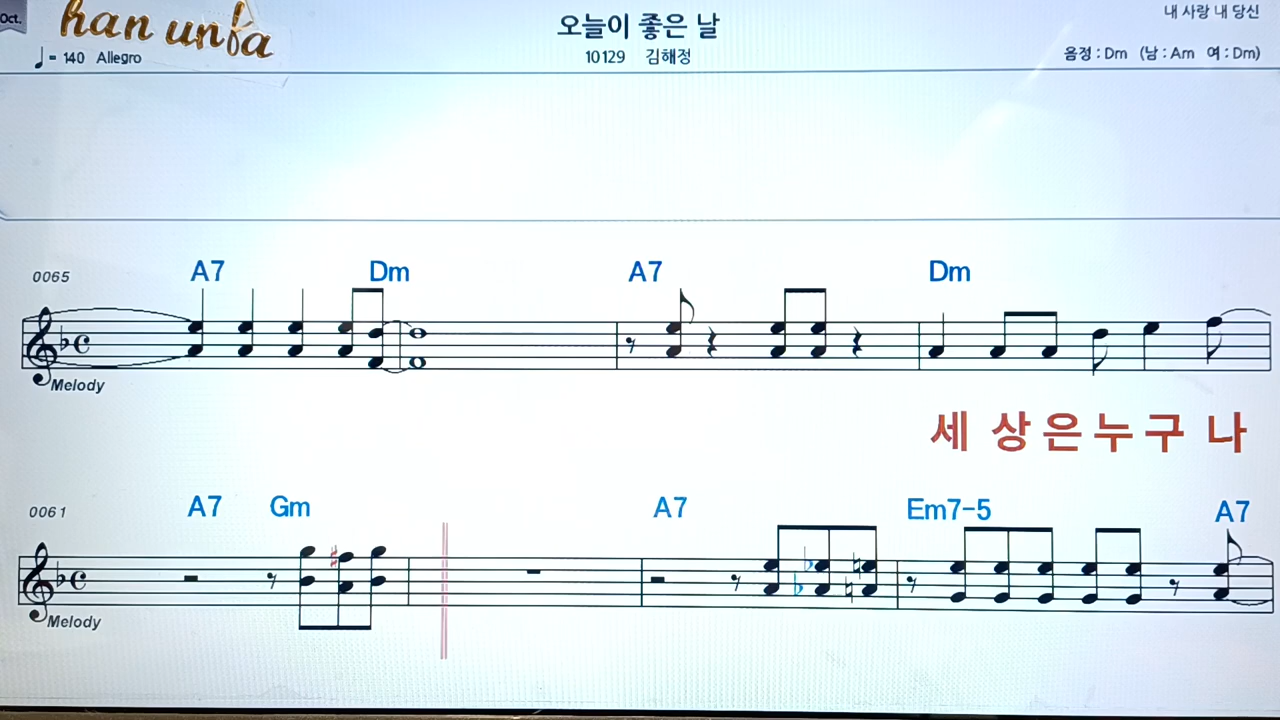 Oct.
han unfa
♩= 140 Allegro
오늘이 좋은 날
10129 김해정
내 사랑 내 당신
음정 : Dm (남 : Am 여 : Dm)
0065
A7 Dm A7 Dm
Melody
세 상 은 누 구 나
0061
A7 Gm A7 Em7-5 A7
Melody